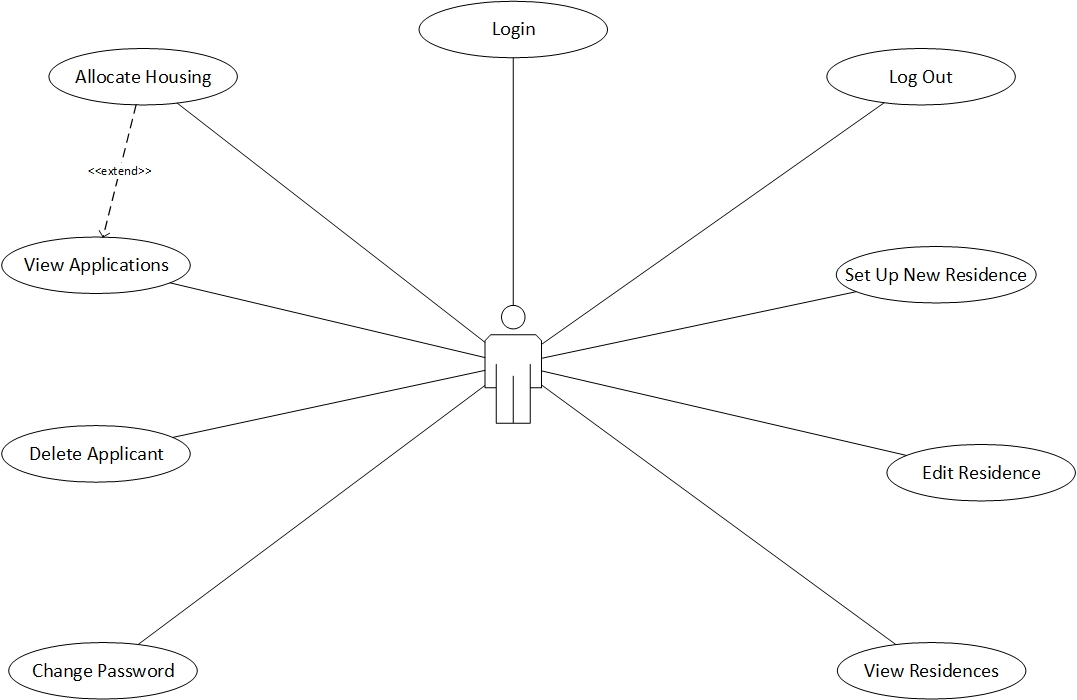 Login
Allocate Housing
Log Out
<<extend>>
View Applications
Set Up New Residence
Delete Applicant
Edit Residence
Change Password
View Residences